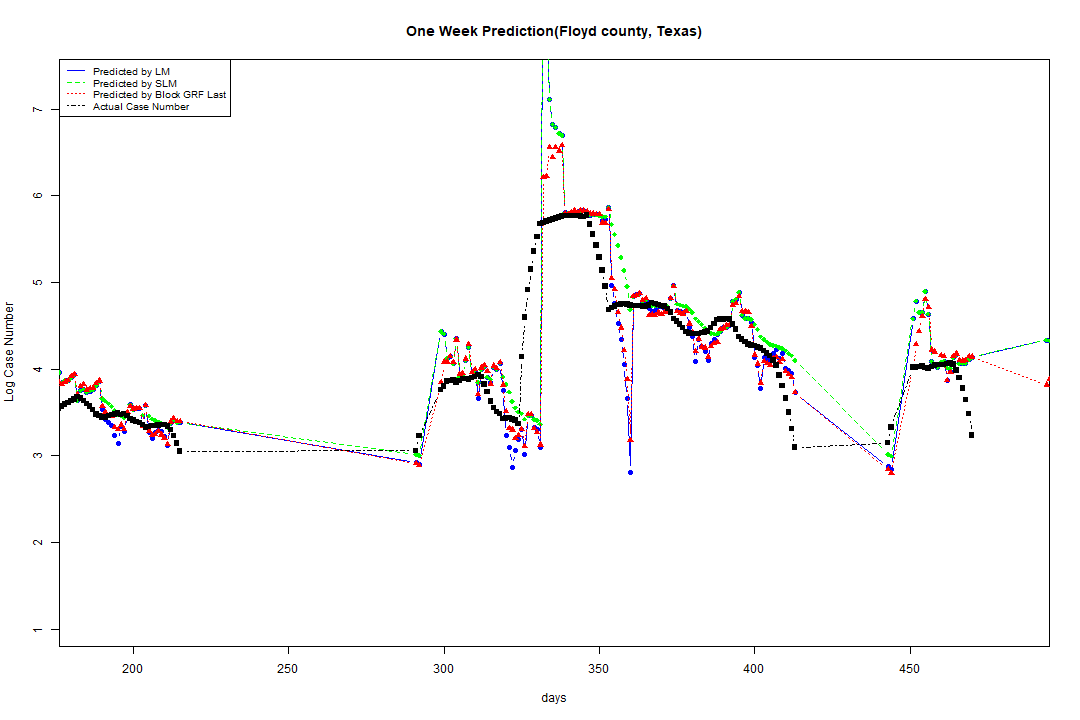 One Week Prediction(Floyd county, Texas)
Predicted by LM
Predicted by SLM
Predicted by Block GRF Last
Actual Case Number
7
6
5
4
3
2
1
Log Case Number
200 250 300 350 400 450
days